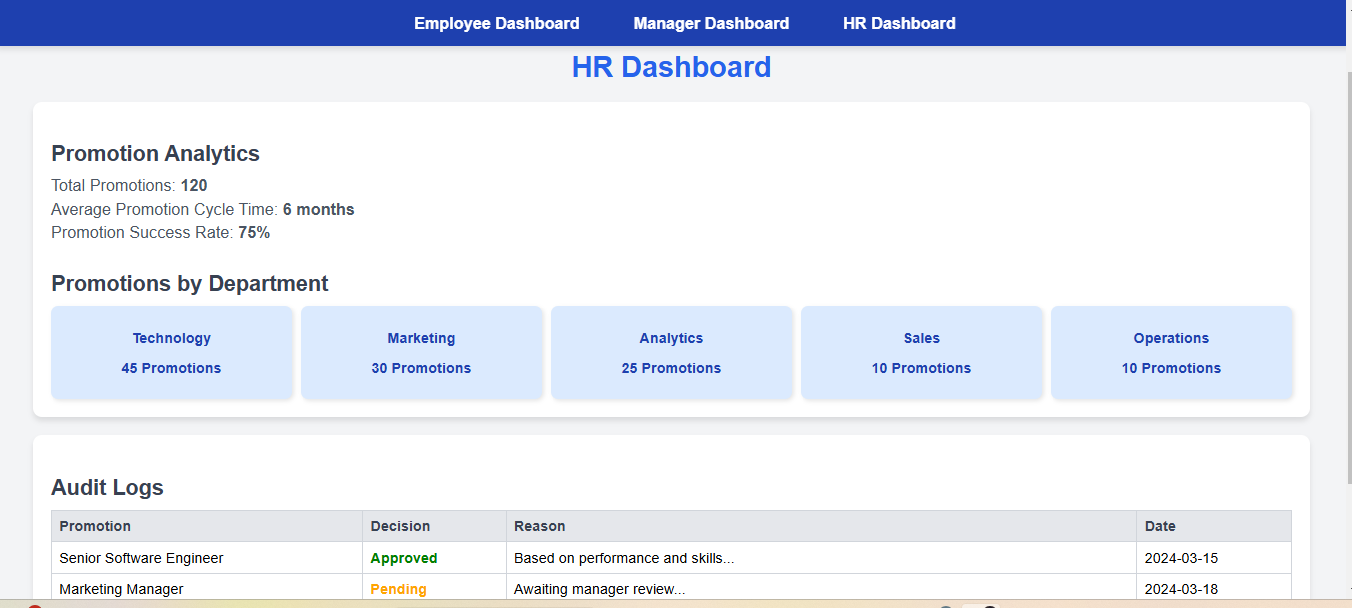 Employee Dashboard Manager Dashboard HR Dashboard
HR Dashboard
Promotion Analytics
Total Promotions: 120
Average Promotion Cycle Time: 6 months
Promotion Success Rate: 75%
Promotions by Department
Technology Marketing Analytics Sales Operations
45 Promotions 30 Promotions 25 Promotions 10 Promotions 10 Promotions
Audit Logs
Promotion Decision Reason Date
Senior Software Engineer Approved Based on performance and skills... 2024-03-15
Marketing Manager Pending Awaiting manager review... 2024-03-18